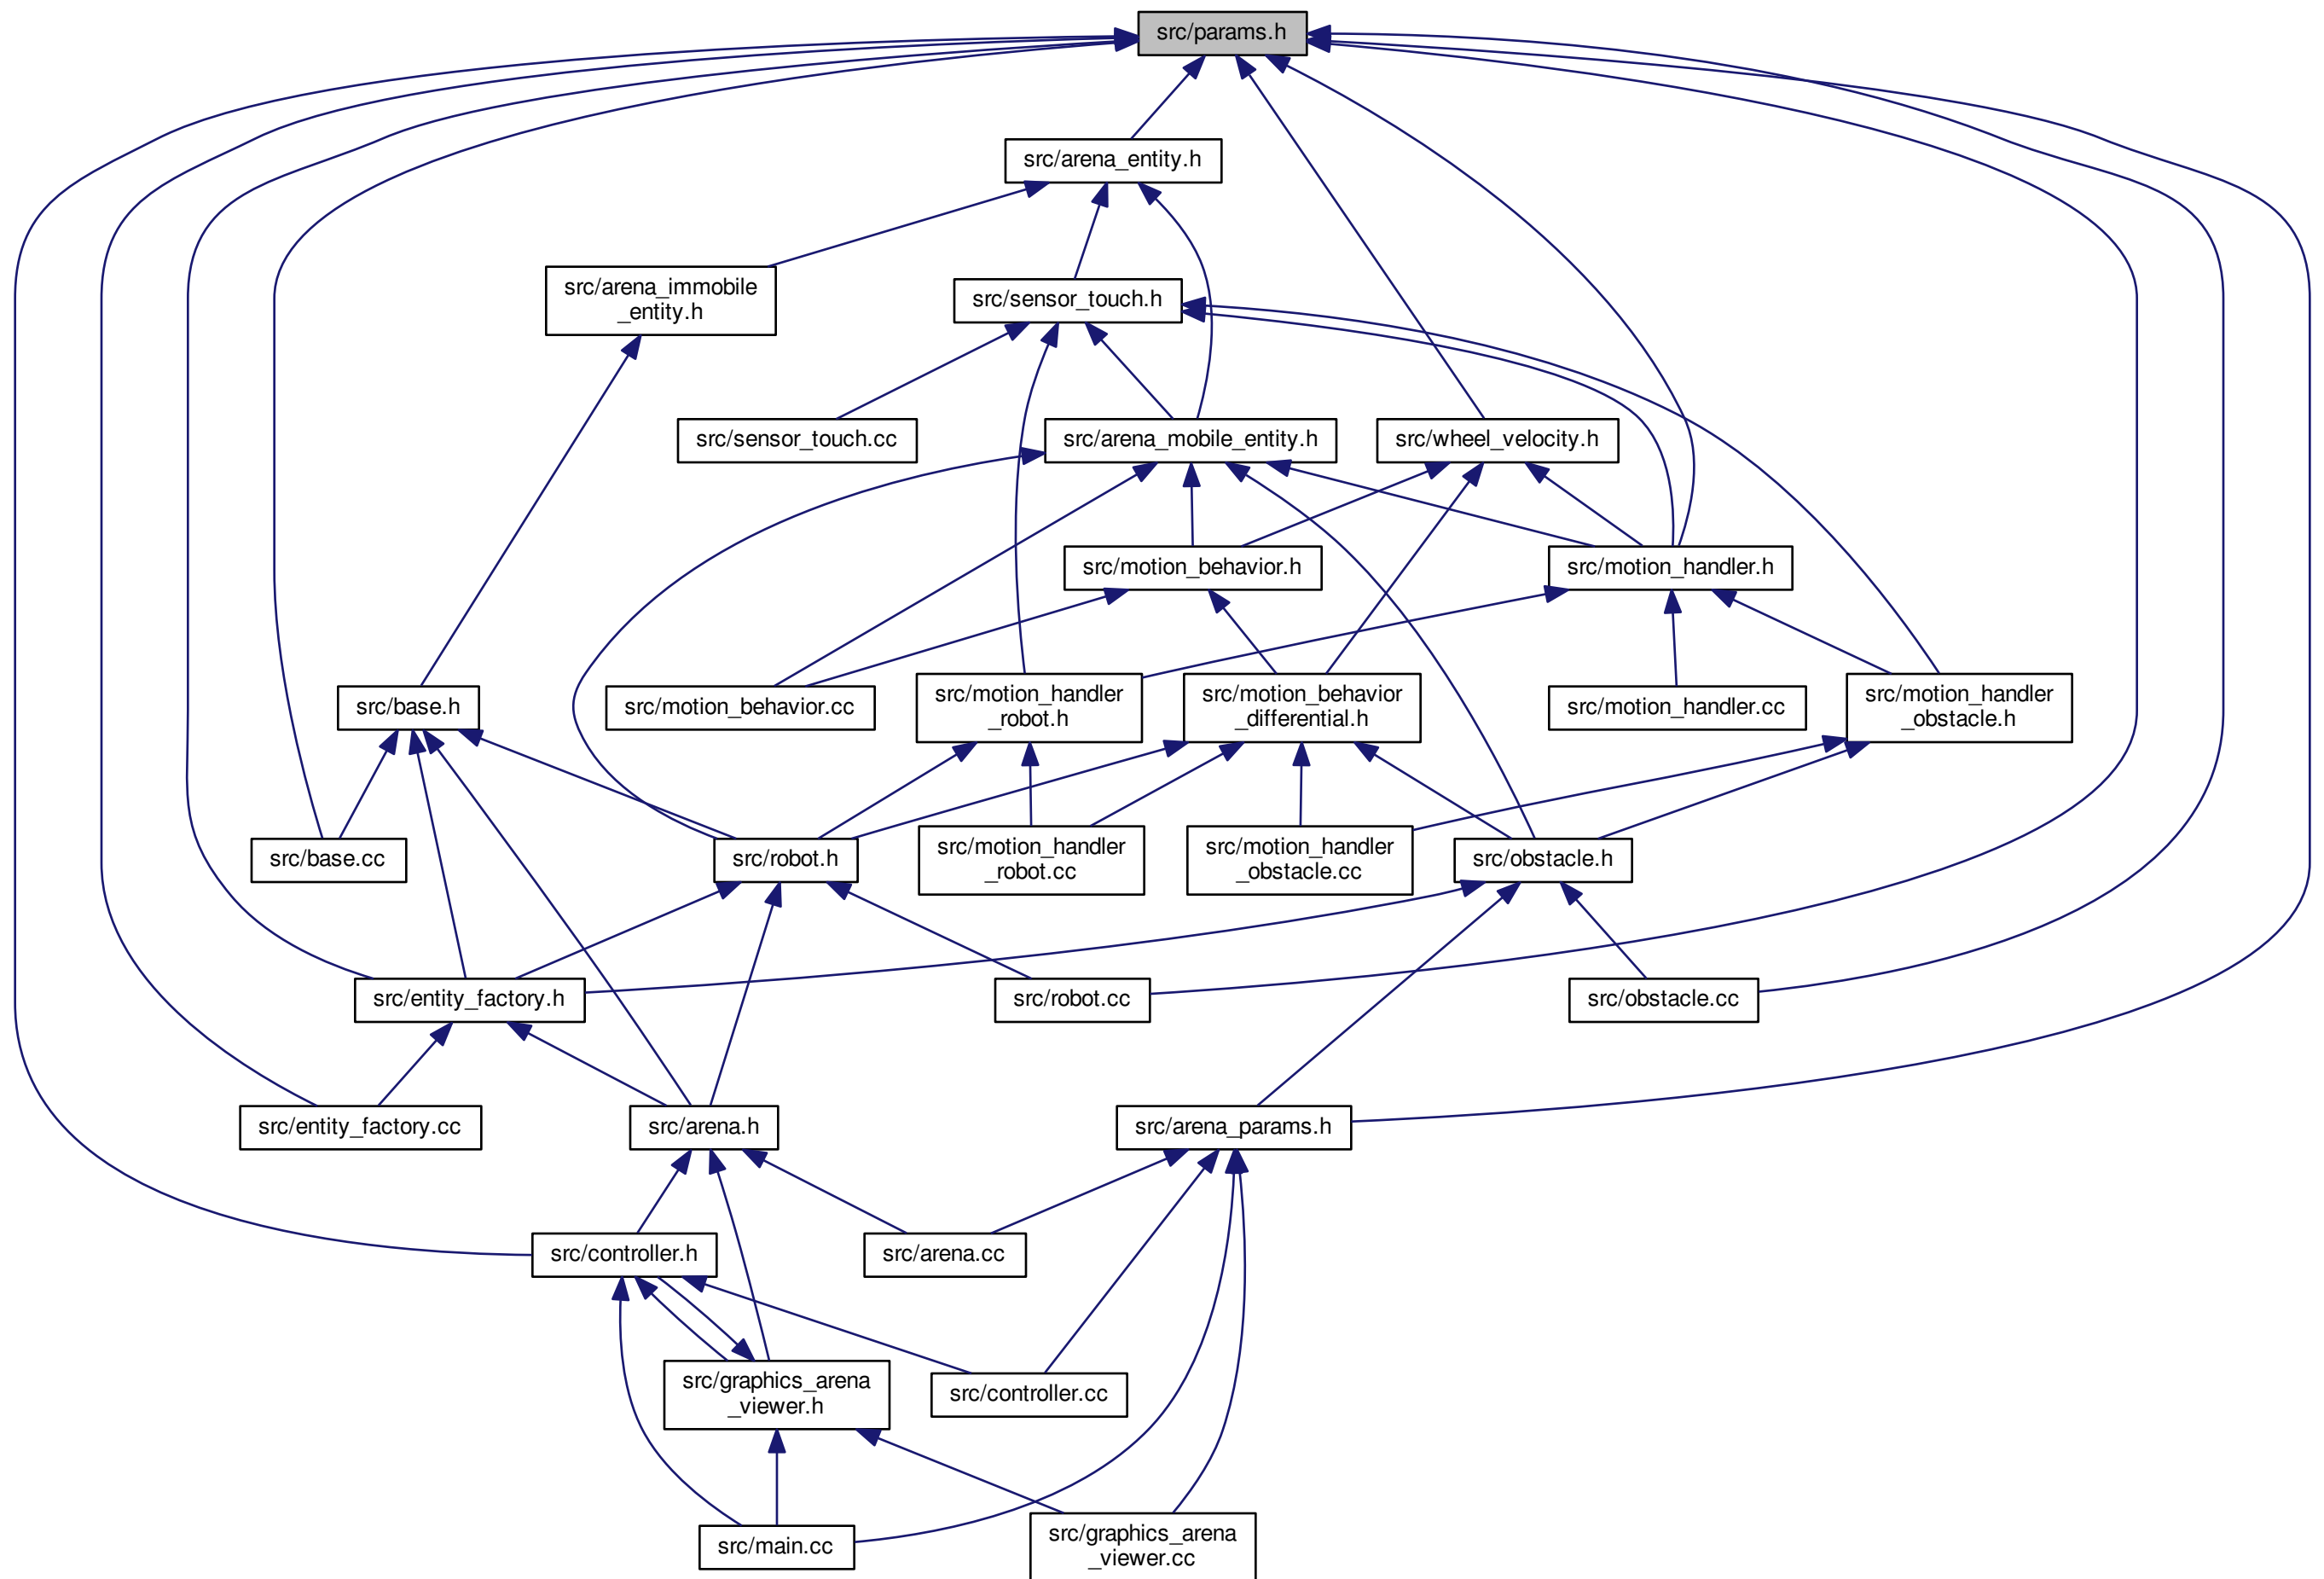 src/params.h
src/arena_entity.h
src/arena_immobile
_entity.h
src/sensor_touch.h
src/sensor_touch.cc
src/arena_mobile_entity.h
src/wheel_velocity.h
src/motion_behavior.h
src/motion_handler.h
src/base.h
src/motion_behavior.cc
src/motion_handler
_robot.h
src/motion_behavior
_differential.h
src/motion_handler.cc
src/motion_handler
_obstacle.h
src/base.cc
src/robot.h
src/motion_handler
_robot.cc
src/motion_handler
_obstacle.cc
src/obstacle.h
src/entity_factory.h
src/robot.cc
src/obstacle.cc
src/entity_factory.cc
src/arena.h
src/arena_params.h
src/controller.h
src/arena.cc
src/graphics_arena
_viewer.h
src/controller.cc
src/main.cc
src/graphics_arena
_viewer.cc